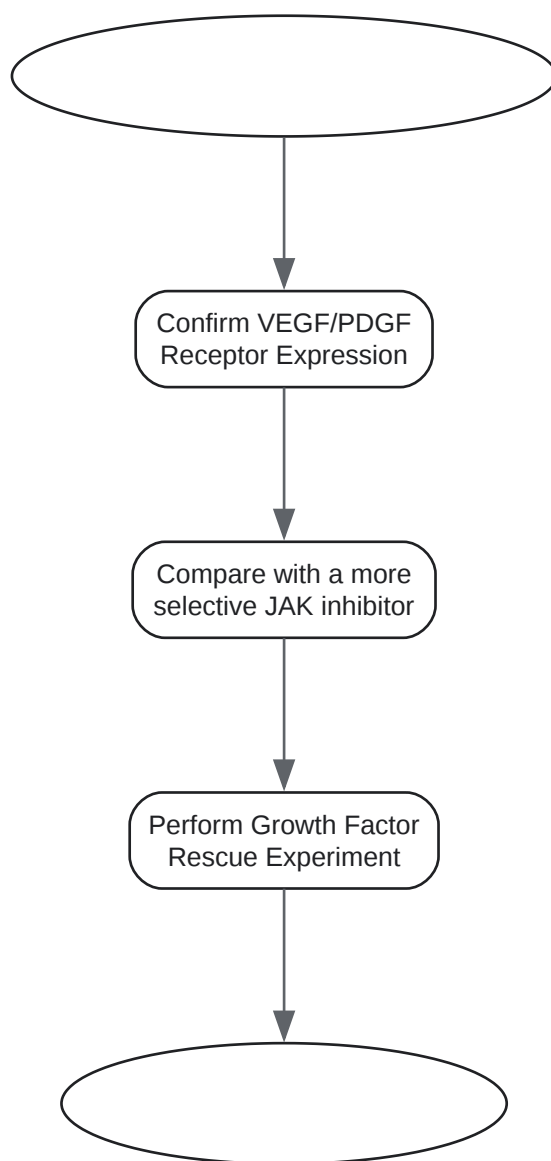 Confirm VEGF/PDGF
Receptor Expression
Compare with a more
selective JAK inhibitor
Perform Growth Factor
Rescue Experiment